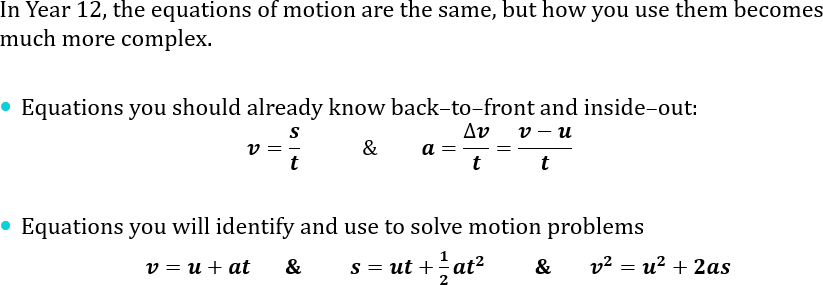 In Year 12, the equations of motion are the same, but how you use them becomes
much more complex.
• Equations you should already know back–to–front and inside–out:
v = s/t & a = Δv/t = (v − u)/t
• Equations you will identify and use to solve motion problems
v = u + at & s = ut + ½at² & v² = u² + 2as